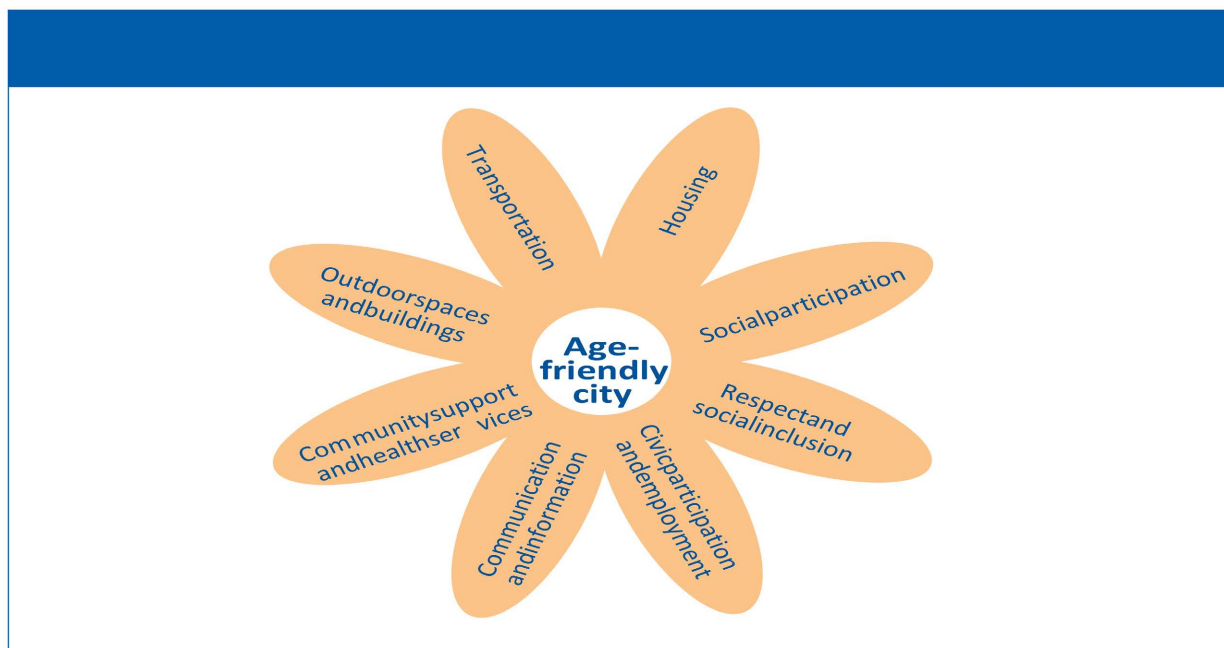 Transportation
Housing
Outdoorspaces
andbuildings
Socialparticipation
Age-
friendly
city
Communitysupport
andhealthser vices
Respectand
socialinclusion
Communication
andinformation
Civicparticipation
andemployment